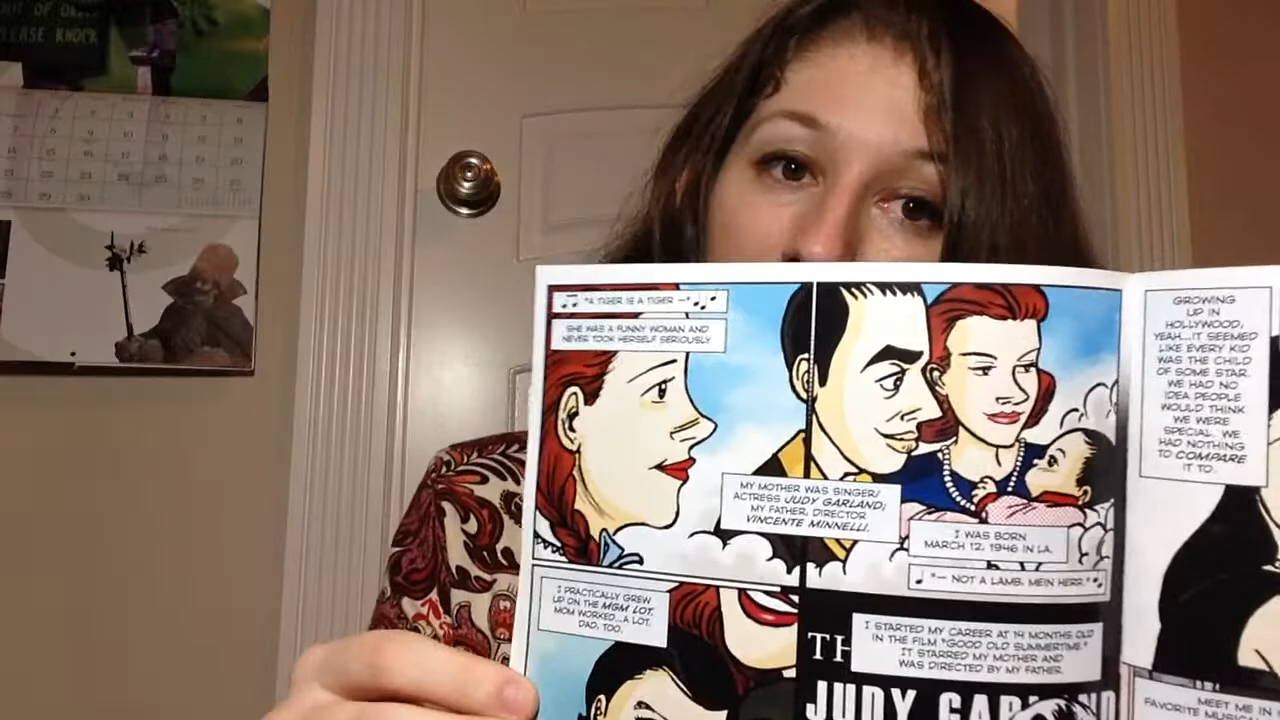 OUT OF
PLEASE KNOCK
♫ "A TIGER IS A TIGER —" ♫
SHE WAS A FUNNY WOMAN AND
NEVER TOOK HERSELF SERIOUSLY
MY MOTHER WAS SINGER/
ACTRESS JUDY GARLAND;
MY FATHER, DIRECTOR
VINCENTE MINNELLI.
I WAS BORN
MARCH 12, 1946 IN LA.
♩ "— NOT A LAMB, MEIN HERR." ♪
I PRACTICALLY GREW
UP ON THE MGM LOT.
MOM WORKED...A LOT.
DAD, TOO.
I STARTED MY CAREER AT 14 MONTHS OLD
IN THE FILM "GOOD OLD SUMMERTIME."
IT STARRED MY MOTHER AND
WAS DIRECTED BY MY FATHER.
TH
JUDY GARLAND
GROWING
UP IN
HOLLYWOOD,
YEAH...IT SEEMED
LIKE EVERY KID
WAS THE CHILD
OF SOME STAR.
WE HAD NO
IDEA PEOPLE
WOULD THINK
WE WERE
SPECIAL. WE
HAD NOTHING
TO COMPARE
IT TO.
MEET ME IN
FAVORITE